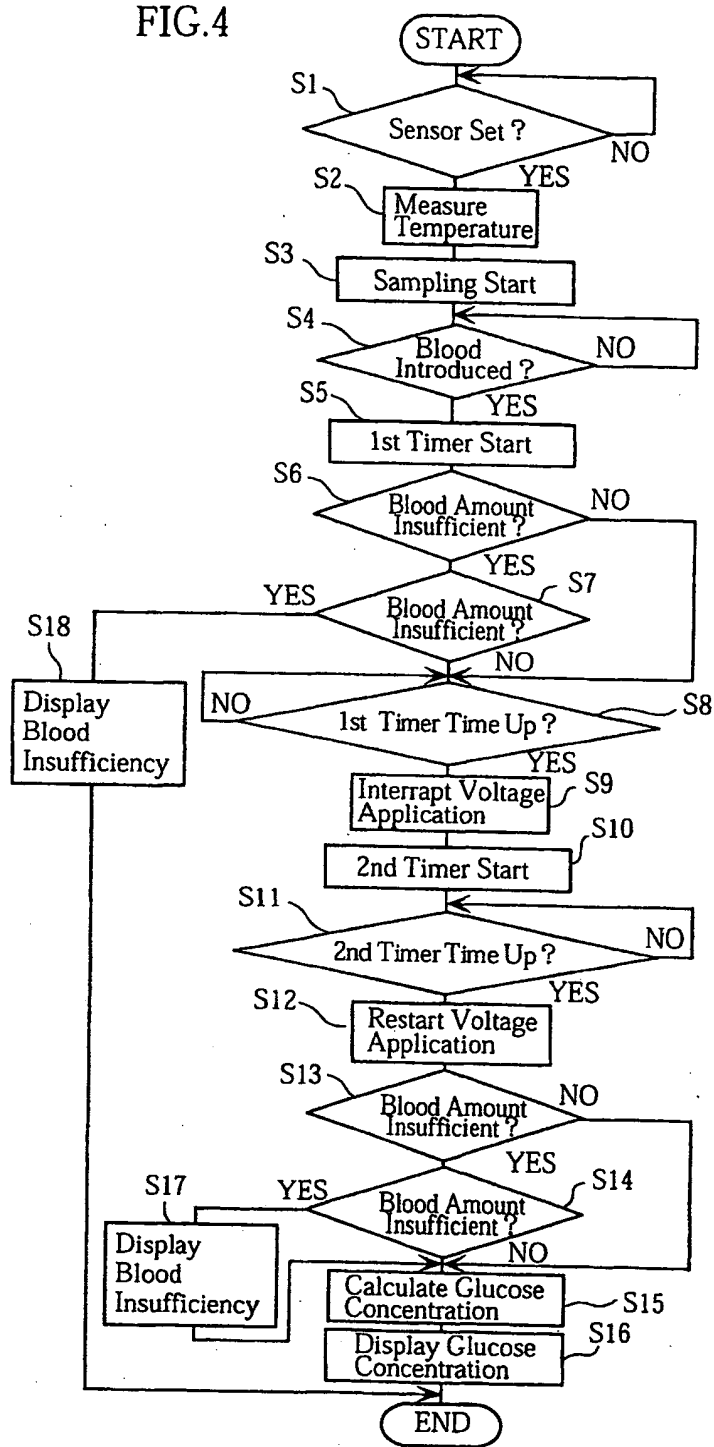 FIG.4
START
S1
Sensor Set ?
NO
YES
S2
Measure
Temperature
S3
Sampling Start
S4
Blood
Introduced ?
NO
S5
YES
1st Timer Start
S6
Blood Amount
Insufficient ?
NO
YES
S7
YES
Blood Amount
Insufficient ?
NO
S18
Display
Blood
Insufficiency
NO
1st Timer Time Up ?
S8
YES
Interrapt Voltage
Application
S9
S10
2nd Timer Start
S11
2nd Timer Time Up ?
NO
YES
S12
Restart Voltage
Application
S13
Blood Amount
Insufficient ?
NO
YES
S14
S17
YES
Blood Amount
Insufficient ?
NO
Display
Blood
Insufficiency
Calculate Glucose
Concentration
S15
Display Glucose
Concentration
S16
END